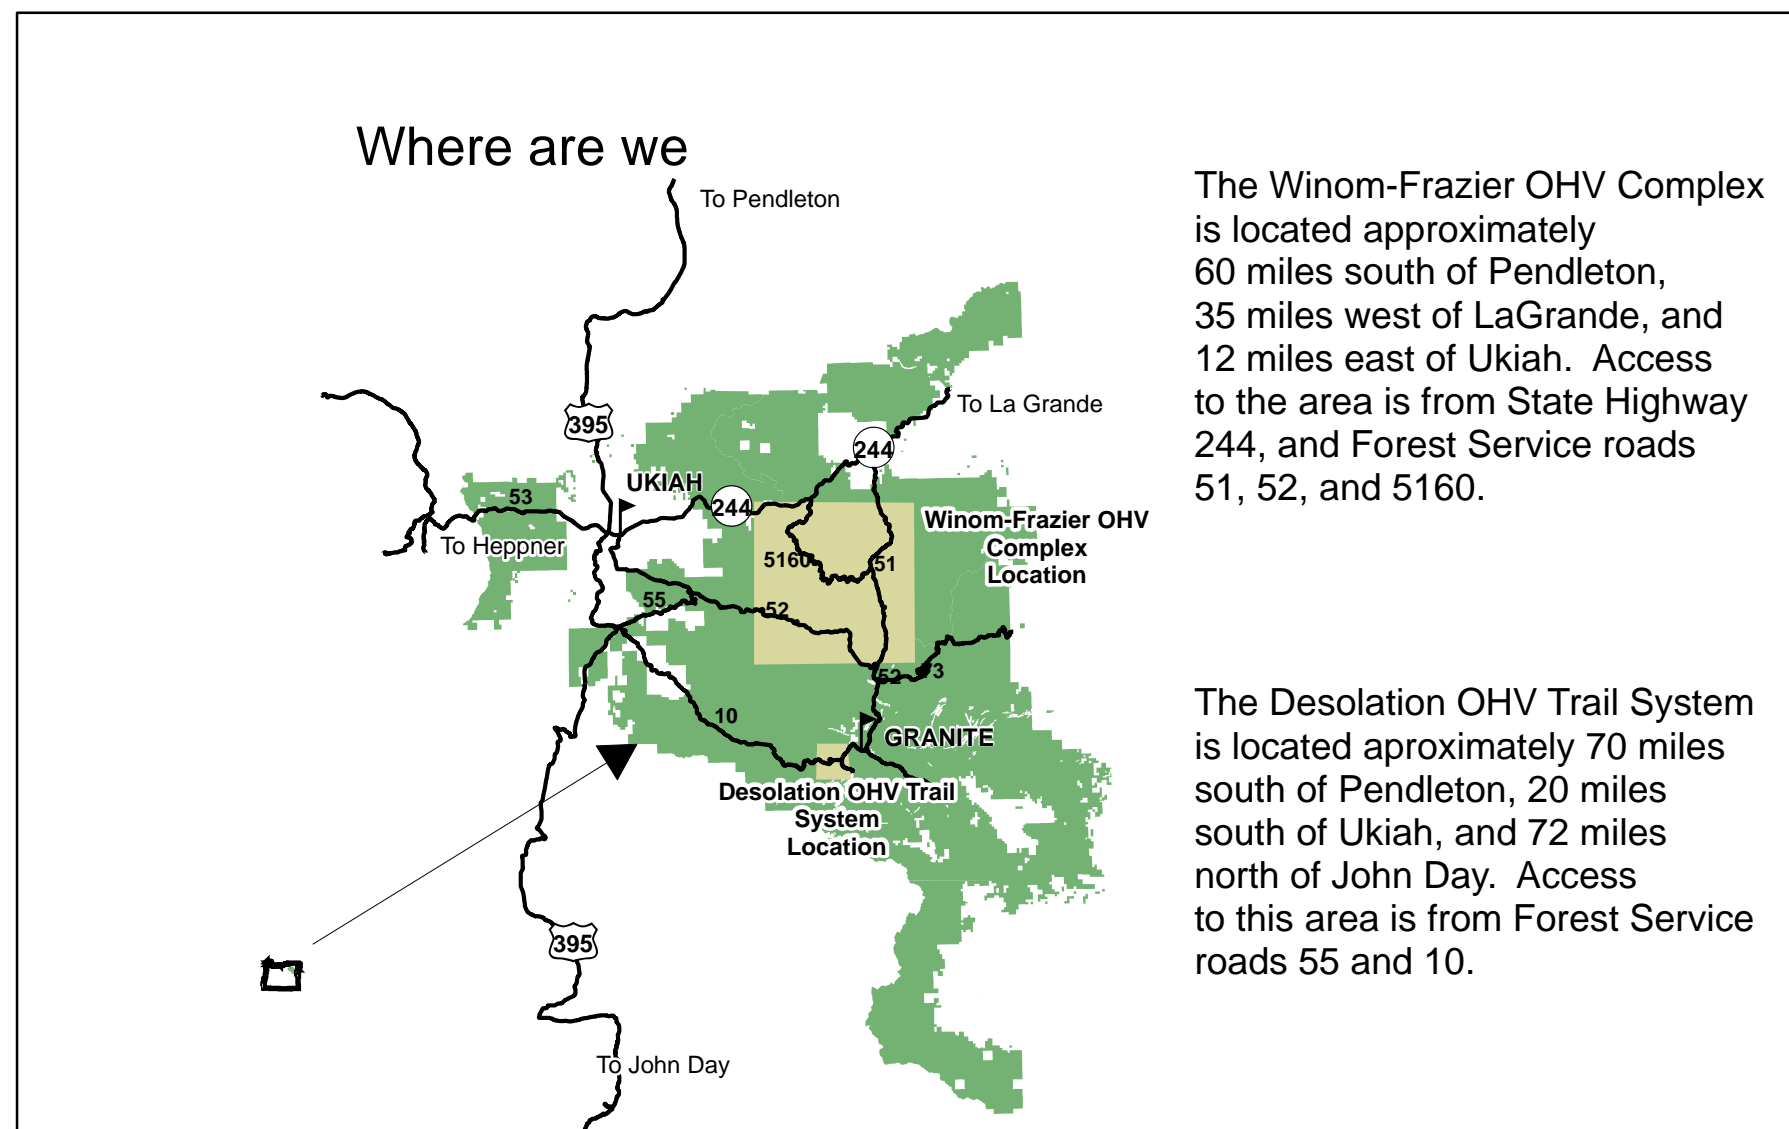 Where are we
To Pendleton
To La Grande
395
244
UKIAH
244
53
To Heppner
Winom-Frazier OHV
Complex
Location
5160
51
55
52
52
73
10
GRANITE
Desolation OHV Trail
System
Location
395
To John Day
The Winom-Frazier OHV Complex
is located approximately
60 miles south of Pendleton,
35 miles west of LaGrande, and
12 miles east of Ukiah. Access
to the area is from State Highway
244, and Forest Service roads
51, 52, and 5160.
The Desolation OHV Trail System
is located aproximately 70 miles
south of Pendleton, 20 miles
south of Ukiah, and 72 miles
north of John Day. Access
to this area is from Forest Service
roads 55 and 10.